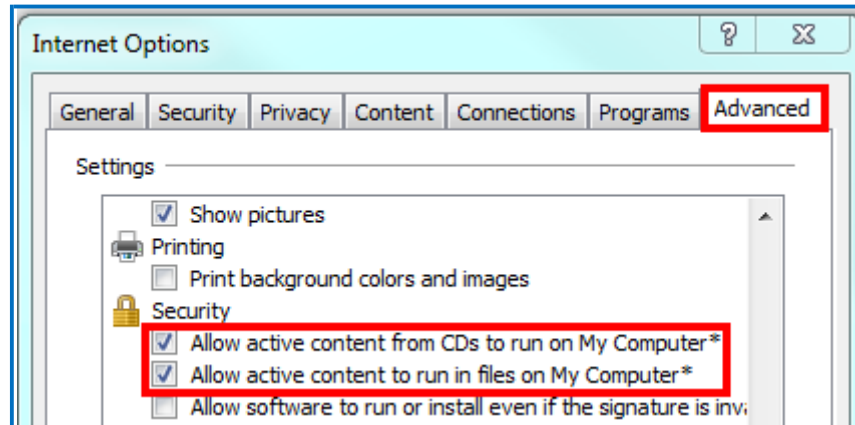 Internet Options
General Security Privacy Content Connections Programs Advanced
Settings
Show pictures
Printing
Print background colors and images
Security
Allow active content from CDs to run on My Computer*
Allow active content to run in files on My Computer*
Allow software to run or install even if the signature is